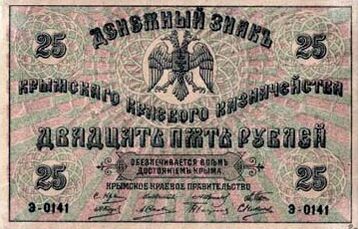 ДЕНЕЖНЫЙ ЗНАКЪ
25 25
КРЫМСКАГО КРАЕВОГО КАЗНАЧЕЙСТВА
ДВАДЦАТЬ ПЯТЬ РУБЛЕЙ
ОБЕЗПЕЧИВАЕТСЯ ВСѢМЪ
ДОСТОЯНІЕМЪ КРЫМА.
25 КРЫМСКОЕ КРАЕВОЕ ПРАВИТЕЛЬСТВО 25
Э-0141 Э-0141